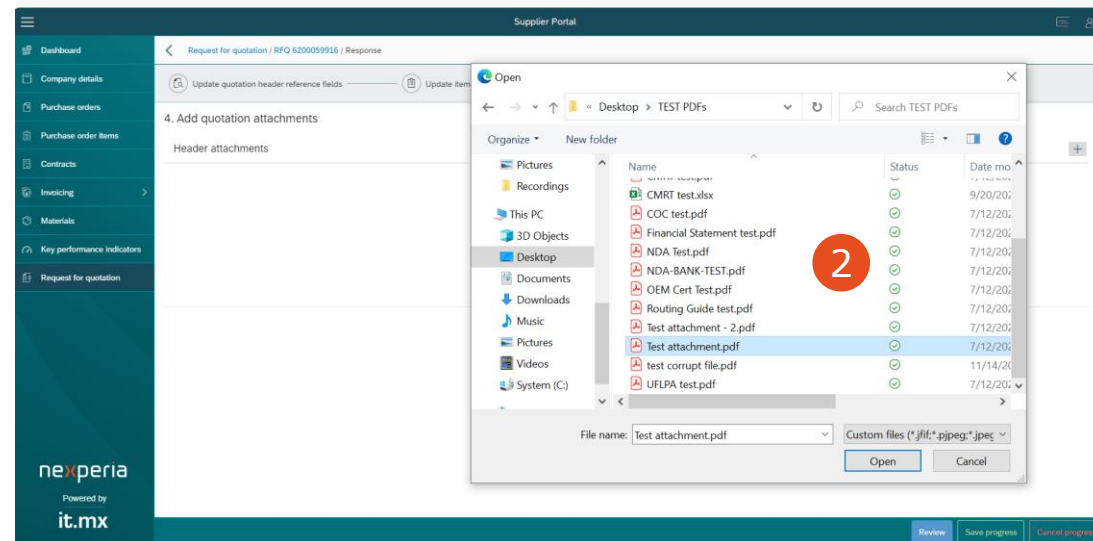 Supplier Portal
Dashboard
Company details
Purchase orders
Purchase order items
Contracts
Invoicing
Materials
Key performance indicators
Request for quotation
nexperia
Powered by
it.mx
Request for quotation / RFQ 6200059916 / Response
Update quotation header reference fields
Update item
4. Add quotation attachments
Header attachments
Open
« Desktop > TEST PDFs
Search TEST PDFs
Organize
New folder
Pictures
Recordings
This PC
3D Objects
Desktop
Documents
Downloads
Music
Pictures
Videos
System (C:)
Name Status Date mo
CMRT test.xlsx 9/20/202
COC test.pdf 7/12/202
Financial Statement test.pdf 7/12/202
NDA Test.pdf 7/12/202
NDA-BANK-TEST.pdf 7/12/202
OEM Cert Test.pdf 7/12/202
Routing Guide test.pdf 7/12/202
Test attachment - 2.pdf 7/12/202
Test attachment.pdf 7/12/202
test corrupt file.pdf 11/14/20
UFLPA test.pdf 7/12/202
2
File name: Test attachment.pdf
Custom files (*.jfif;*.pjpeg;*.jpeg
Open
Cancel
Review
Save progress
Cancel progres